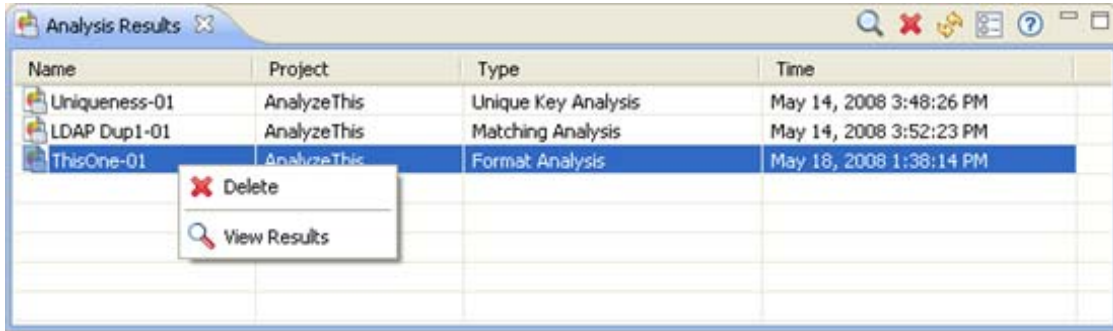 Analysis Results
Name Project Type Time
Uniqueness-01 AnalyzeThis Unique Key Analysis May 14, 2008 3:48:26 PM
LDAP Dup1-01 AnalyzeThis Matching Analysis May 14, 2008 3:52:23 PM
ThisOne-01 AnalyzeThis Format Analysis May 18, 2008 1:38:14 PM
Delete
View Results